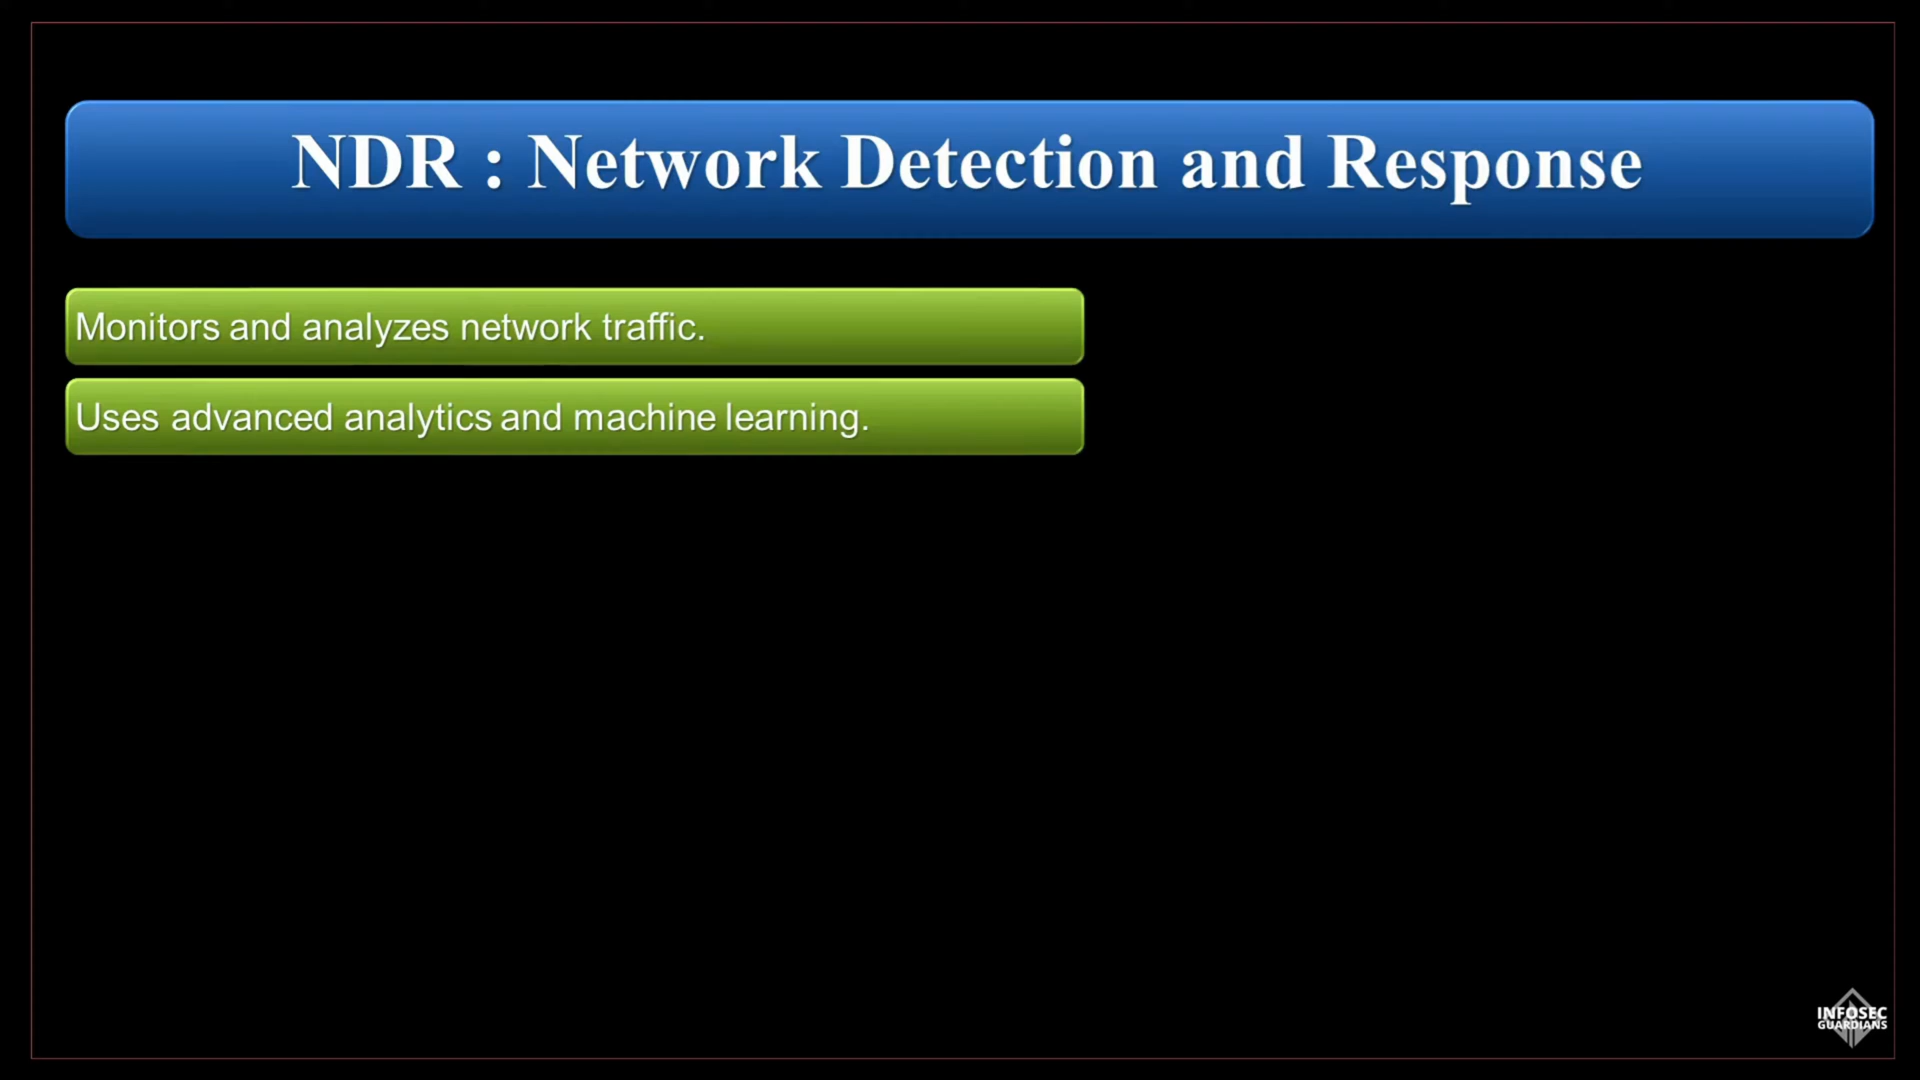 NDR : Network Detection and Response
Monitors and analyzes network traffic.
Uses advanced analytics and machine learning.
INFOSEC
GUARDIANS